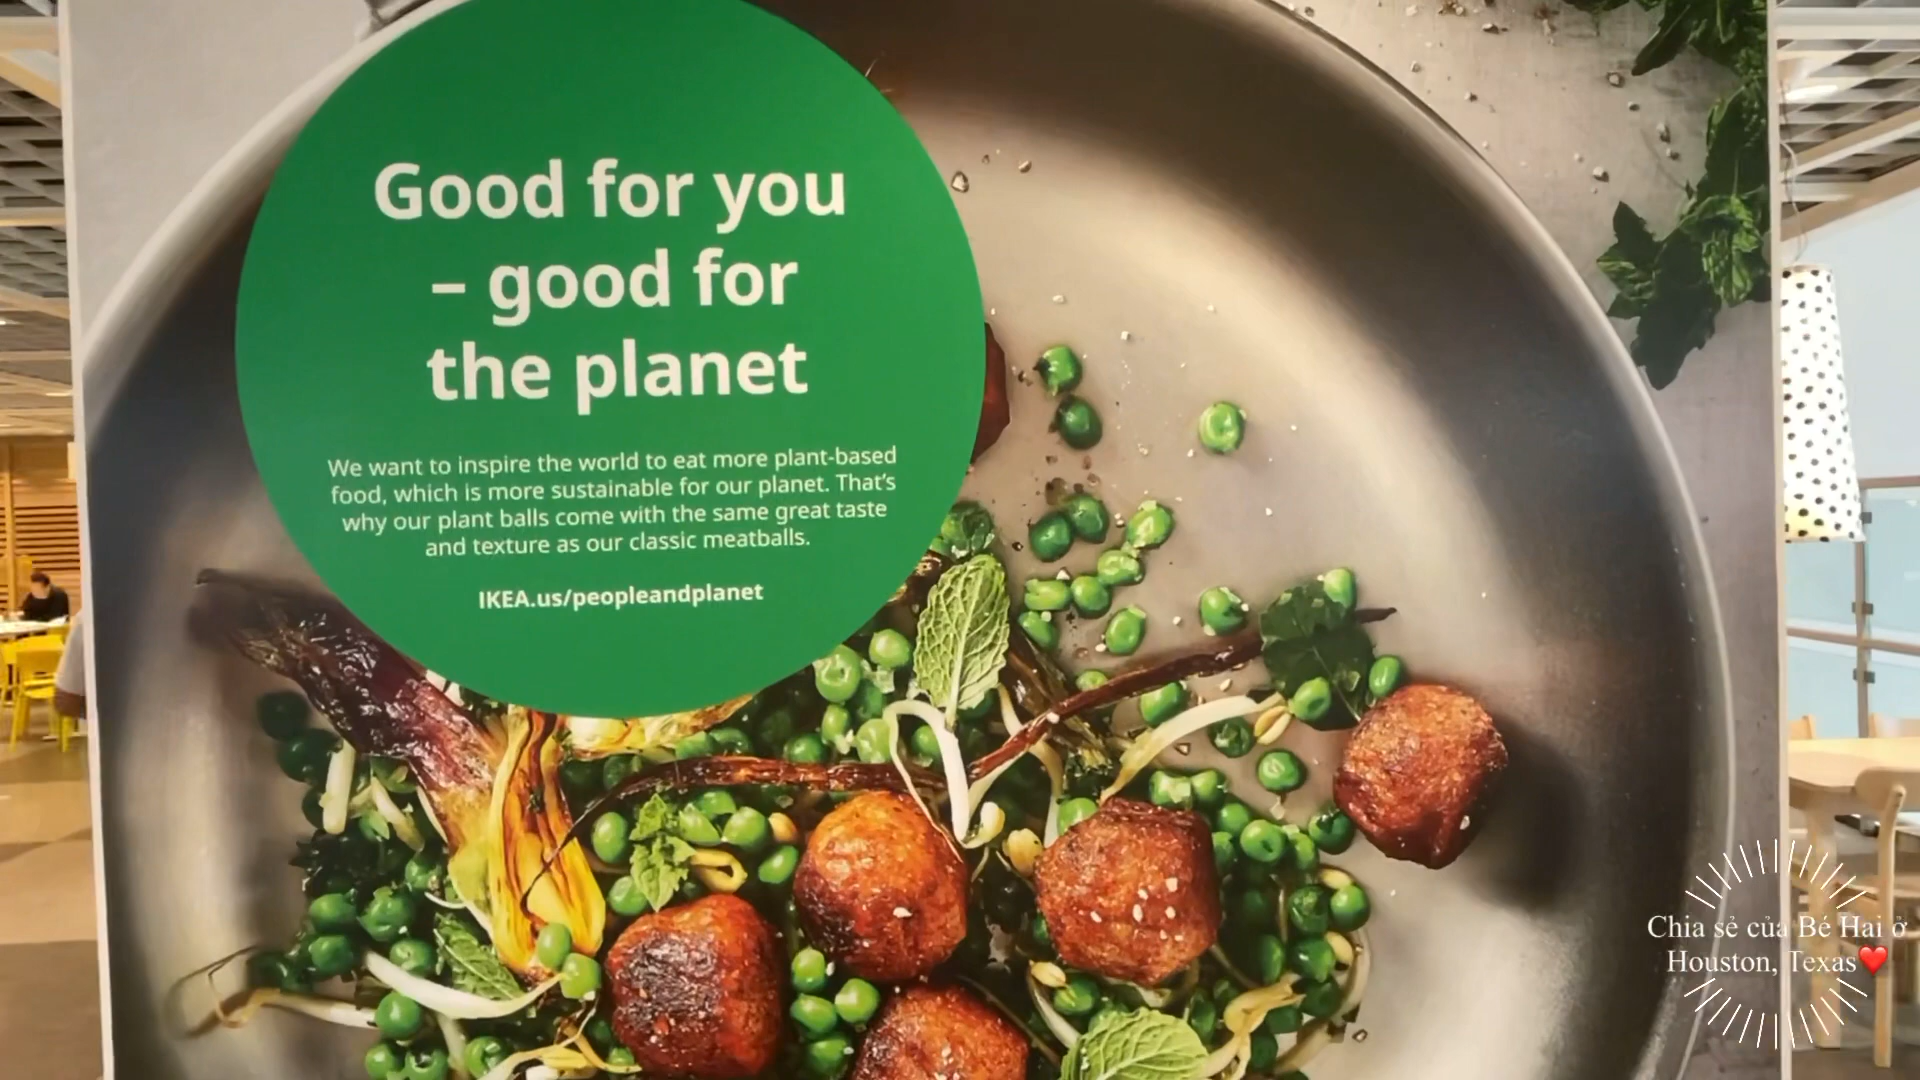 Good for you
– good for
the planet
We want to inspire the world to eat more plant-based
food, which is more sustainable for our planet. That's
why our plant balls come with the same great taste
and texture as our classic meatballs.
IKEA.us/peopleandplanet
Chia sẻ của Bé Hai ở
Houston, Texas❤️